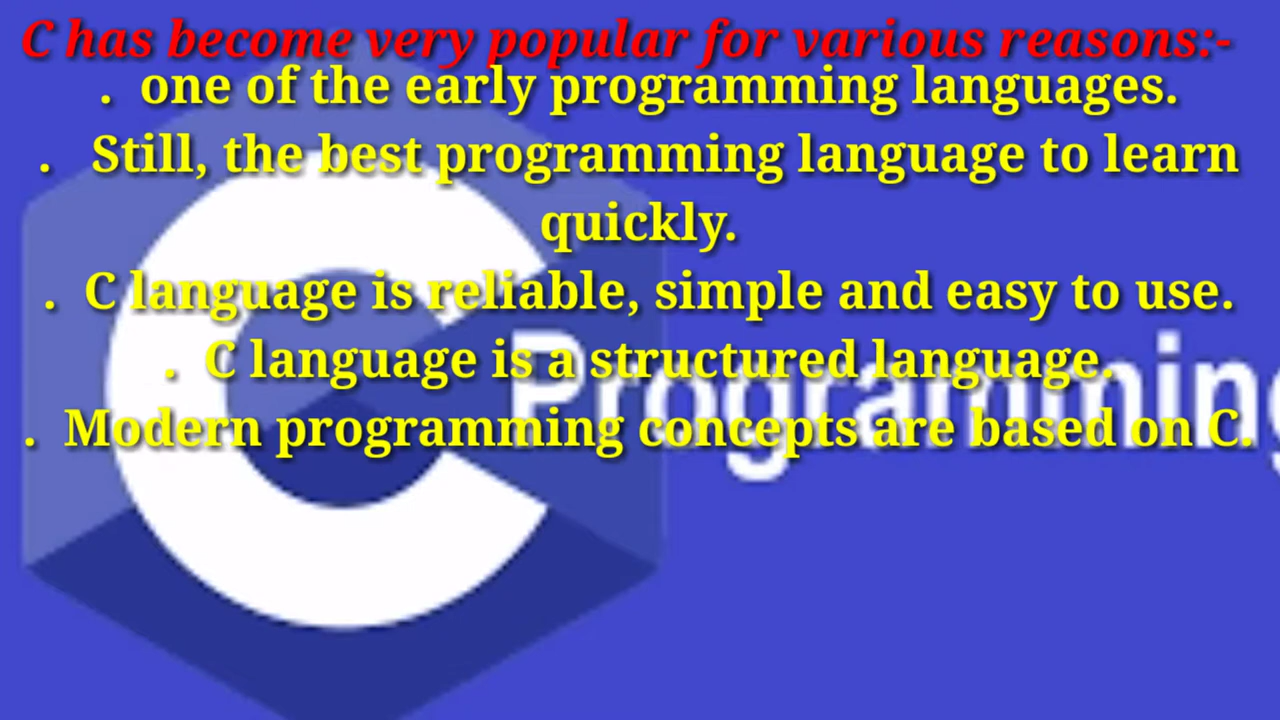 C has become very popular for various reasons:-
. one of the early programming languages.
. Still, the best programming language to learn
quickly.
. C language is reliable, simple and easy to use.
. C language is a structured language.
. Modern programming concepts are based on C.
C Programming